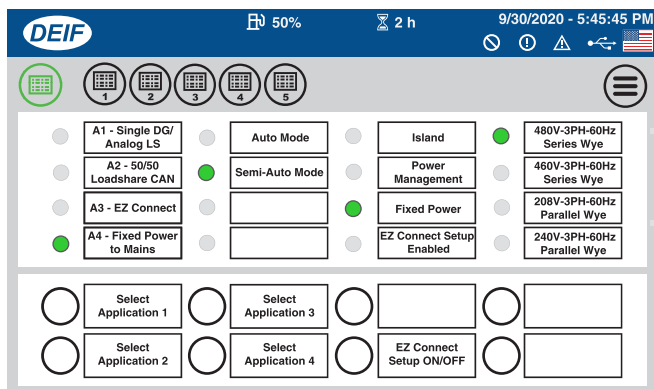 DEIF
50%
2 h
9/30/2020 - 5:45:45 PM
1
2
3
4
5
A1 - Single DG/
Analog LS
Auto Mode
Island
480V-3PH-60Hz
Series Wye
A2 - 50/50
Loadshare CAN
Semi-Auto Mode
Power
Management
460V-3PH-60Hz
Series Wye
A3 - EZ Connect
Fixed Power
208V-3PH-60Hz
Parallel Wye
A4 - Fixed Power
to Mains
EZ Connect Setup
Enabled
240V-3PH-60Hz
Parallel Wye
Select
Application 1
Select
Application 3
Select
Application 2
Select
Application 4
EZ Connect
Setup ON/OFF